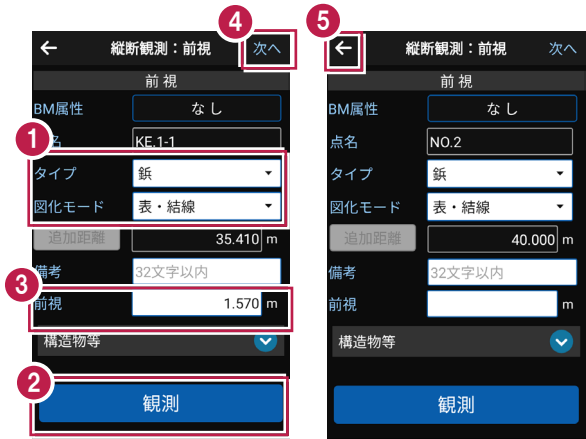 4
← 縦断観測：前視 次へ
前 視
BM属性 な し
1
名 KE.1-1
タイプ 鋲
図化モード 表・結線
追加距離 35.410 m
備考 32文字以内
3
前視 1.570 m
構造物等
2
観測
5
← 縦断観測：前視 次へ
前 視
BM属性 な し
点名 NO.2
タイプ 鋲
図化モード 表・結線
追加距離 40.000 m
備考 32文字以内
前視 m
構造物等
観測